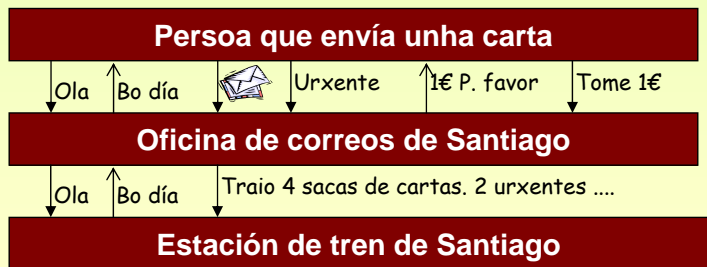 Persoa que envía unha carta
Ola Bo día Urxente 1€ P. favor Tome 1€
Oficina de correos de Santiago
Ola Bo día Traio 4 sacas de cartas. 2 urxentes ....
Estación de tren de Santiago